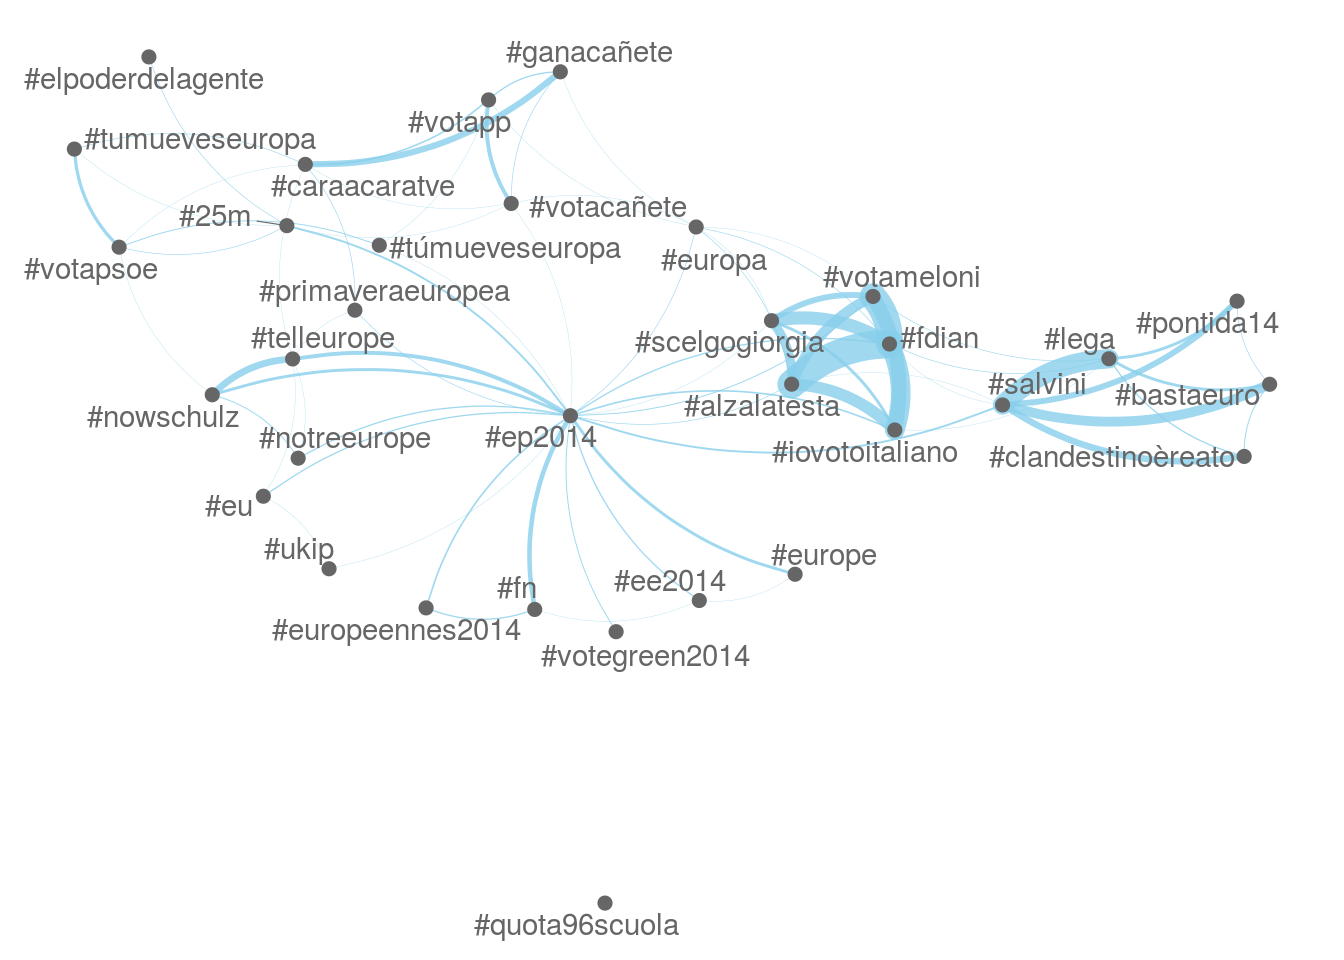 #ganacañete
#elpoderdelagente
#votapp
#tumueveseuropa
#caraacaratve
#votacañete
#25m
#túmueveseuropa
#europa
#votapsoe
#votameloni
#primaveraeuropea
#pontida14
#telleurope
#scelgogiorgia
#fdian
#lega
#salvini
#bastaeuro
#alzalatesta
#nowschulz
#notreeurope
#ep2014
#iovotoitaliano
#clandestinoèreato
#eu
#ukip
#europe
#ee2014
#fn
#europeennes2014
#votegreen2014
#quota96scuola